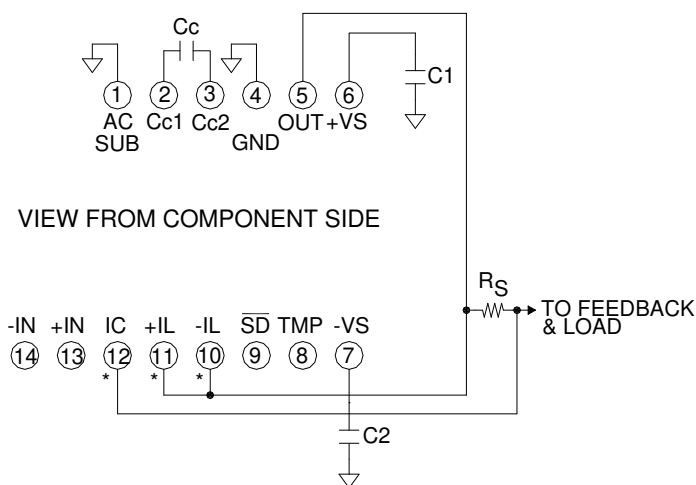 Cc
C1
1 2 3 4 5 6
AC Cc1 Cc2 OUT +VS
SUB GND
VIEW FROM COMPONENT SIDE
RS
TO FEEDBACK
& LOAD
-IN +IN IC +IL -IL SD TMP -VS
14 13 12 11 10 9 8 7
* * *
C2